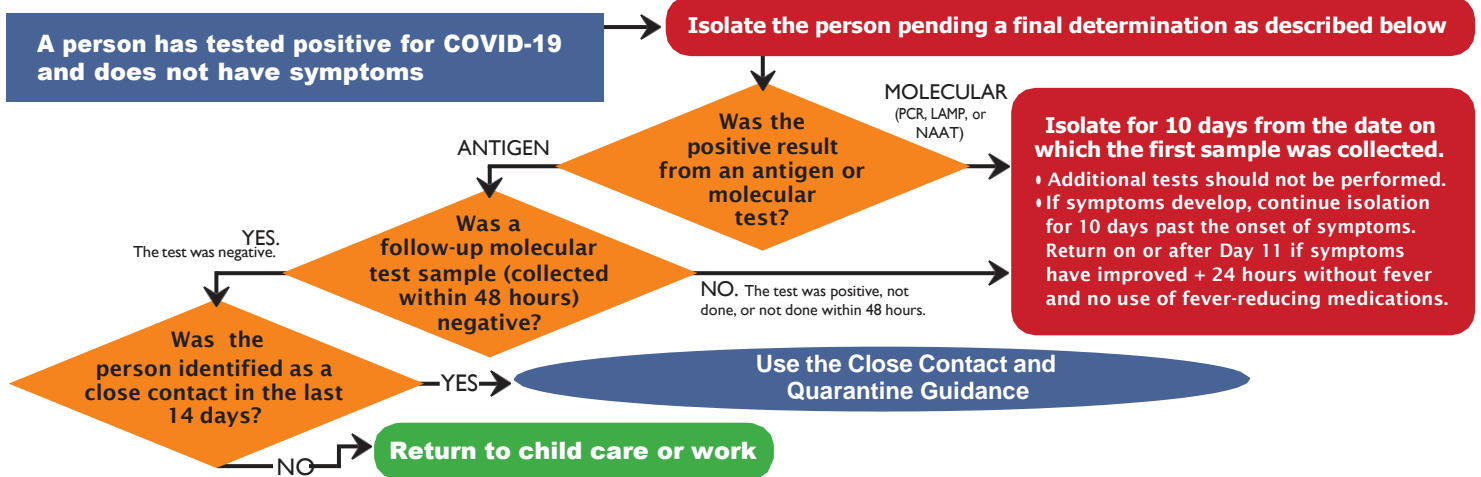 A person has tested positive for COVID-19
and does not have symptoms
Isolate the person pending a final determination as described below
Was the
positive result
from an antigen or
molecular
test?
MOLECULAR
(PCR, LAMP, or
NAAT)
Isolate for 10 days from the date on
which the first sample was collected.
• Additional tests should not be performed.
• If symptoms develop, continue isolation
for 10 days past the onset of symptoms.
Return on or after Day 11 if symptoms
have improved + 24 hours without fever
and no use of fever-reducing medications.
ANTIGEN
Was a
follow-up molecular
test sample (collected
within 48 hours)
negative?
YES.
The test was negative.
NO. The test was positive, not
done, or not done within 48 hours.
Was the
person identified as a
close contact in the last
14 days?
YES
Use the Close Contact and
Quarantine Guidance
NO
Return to child care or work